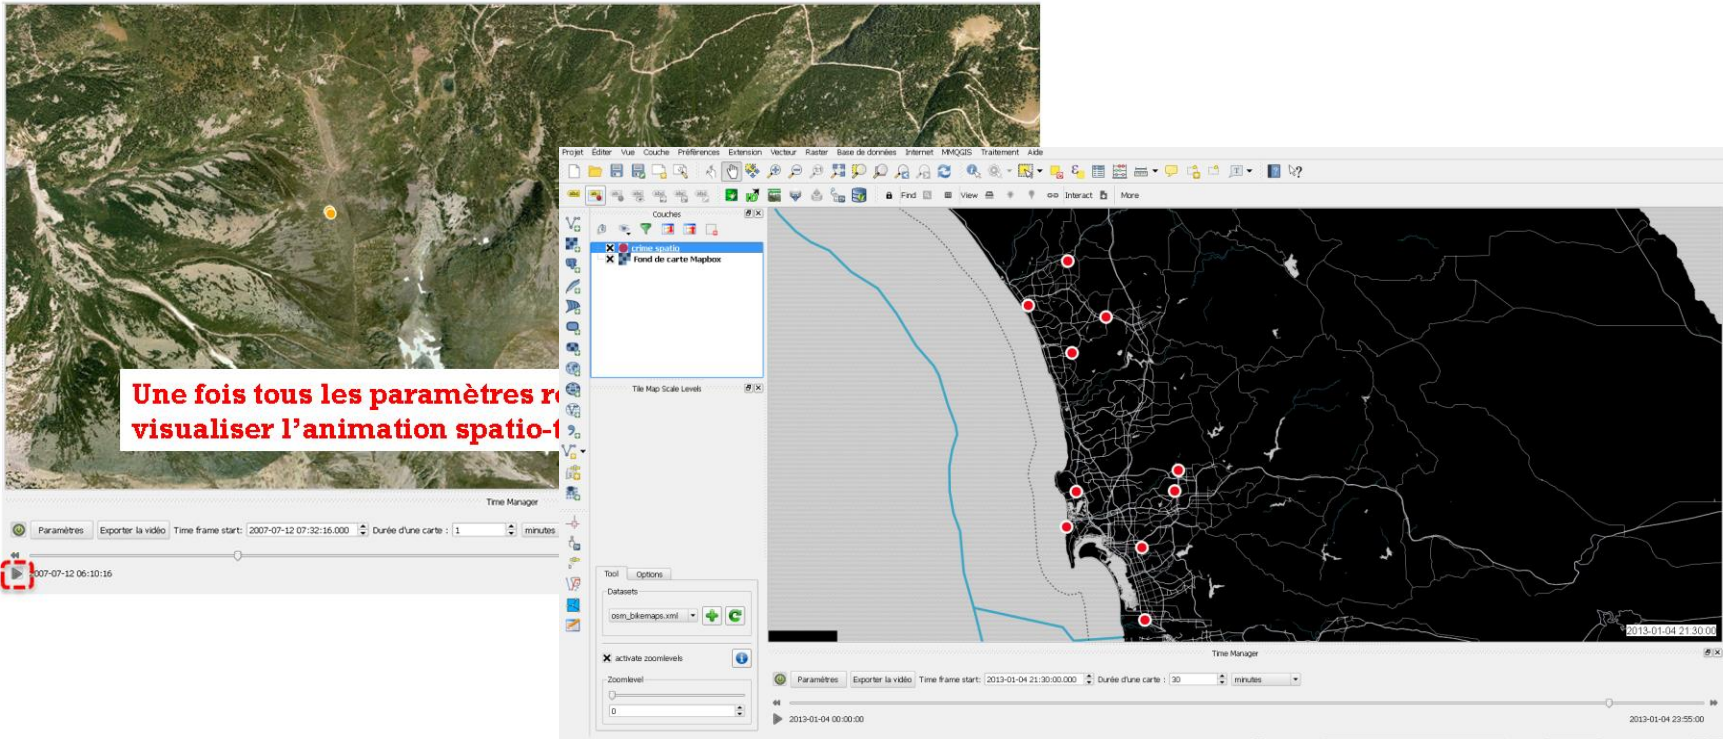 Une fois tous les paramètres
visualiser l'animation spatio-
Time Manager
Paramètres Exporter la vidéo Time frame start: 2007-07-12 07:32:16.000 Durée d'une carte : 1 minutes
2007-07-12 06:10:16
Projet Éditer Vue Couche Préférences Extension Vecteur Raster Base de données Internet MMQGIS Traitement Aide
Find View Interact More
Couches
crime spatio
Fond de carte Mapbox
Tile Map Scale Levels
Tool Options
Datasets
osm_bikemaps.xml
activate zoomlevels
Zoomlevel
0
2013-01-04 21:30:00
Time Manager
Paramètres Exporter la vidéo Time frame start: 2013-01-04 21:30:00.000 Durée d'une carte : 30 minutes
2013-01-04 00:00:00 2013-01-04 23:55:00